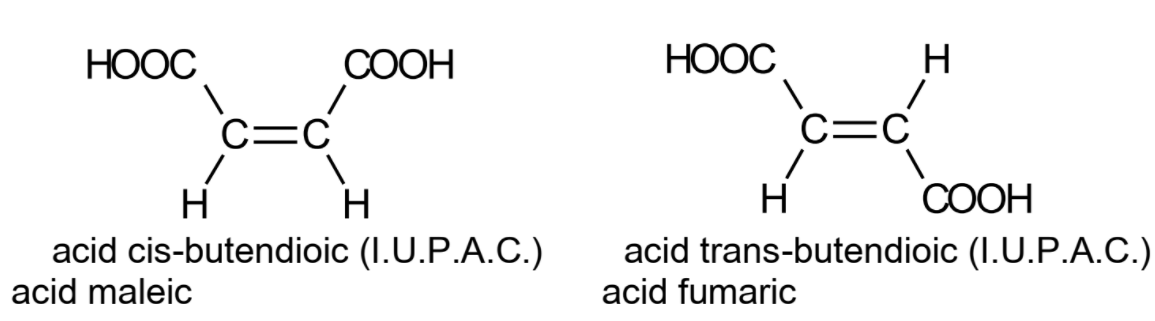 HOOC COOH
C=C
H H
acid cis-butendioic (I.U.P.A.C.)
acid maleic
HOOC H
C=C
H COOH
acid trans-butendioic (I.U.P.A.C.)
acid fumaric